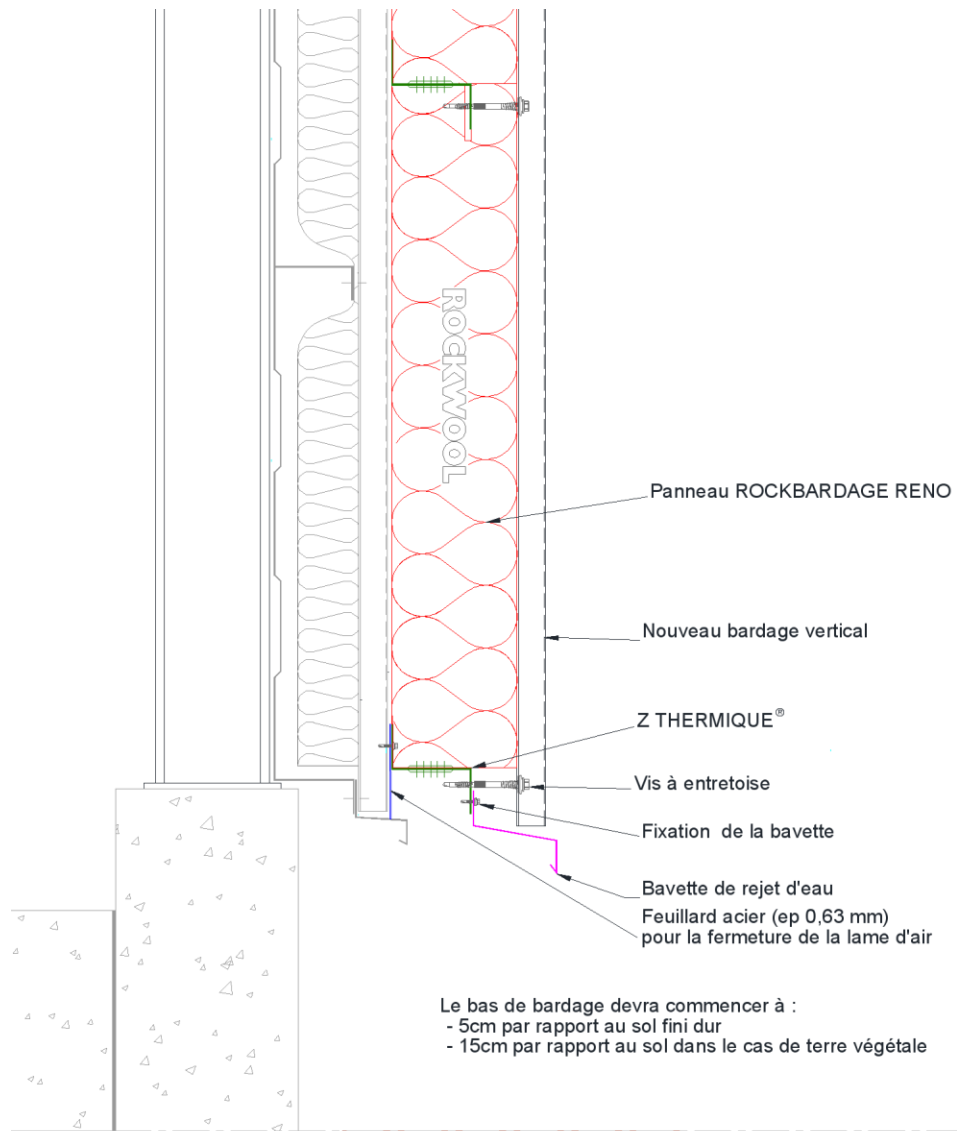 ROCKWOOL
Panneau ROCKBARDAGE RENO
Nouveau bardage vertical
Z THERMIQUE®
Vis à entretoise
Fixation de la bavette
Bavette de rejet d'eau
Feuillard acier (ep 0,63 mm)
pour la fermeture de la lame d'air
Le bas de bardage devra commencer à :
- 5cm par rapport au sol fini dur
- 15cm par rapport au sol dans le cas de terre végétale